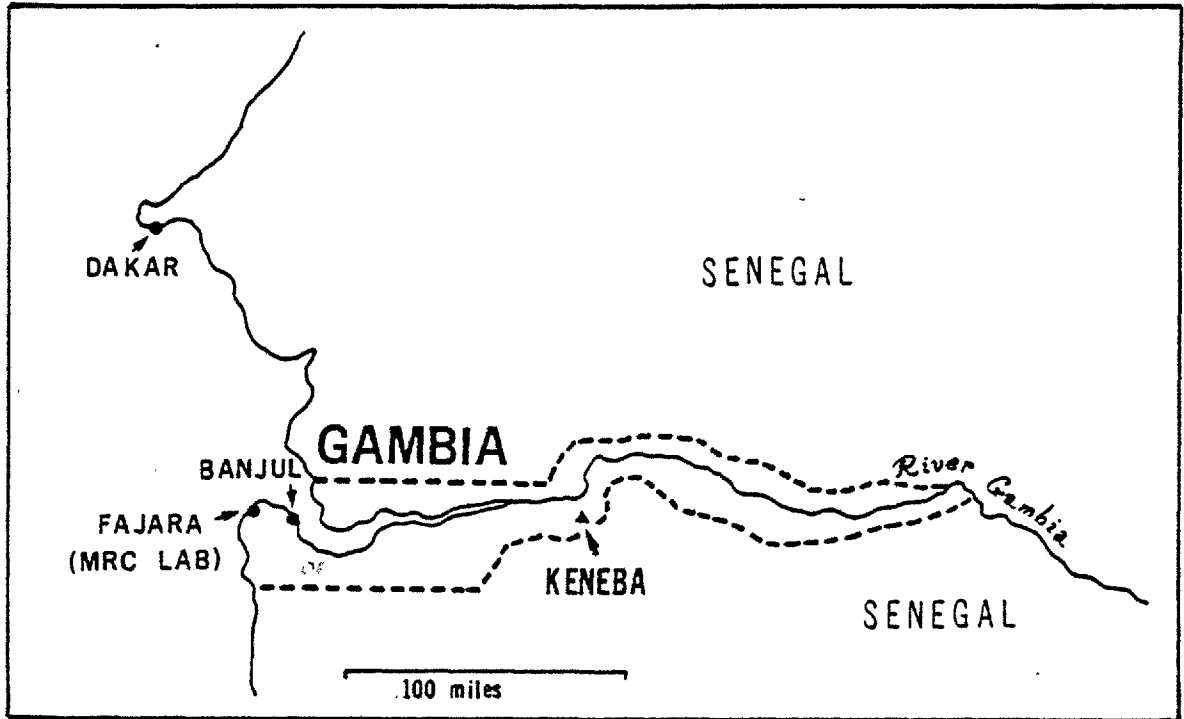 DAKAR
SENEGAL
GAMBIA
BANJUL
River Gambia
FAJARA
(MRC LAB)
KENEBA
SENEGAL
100 miles